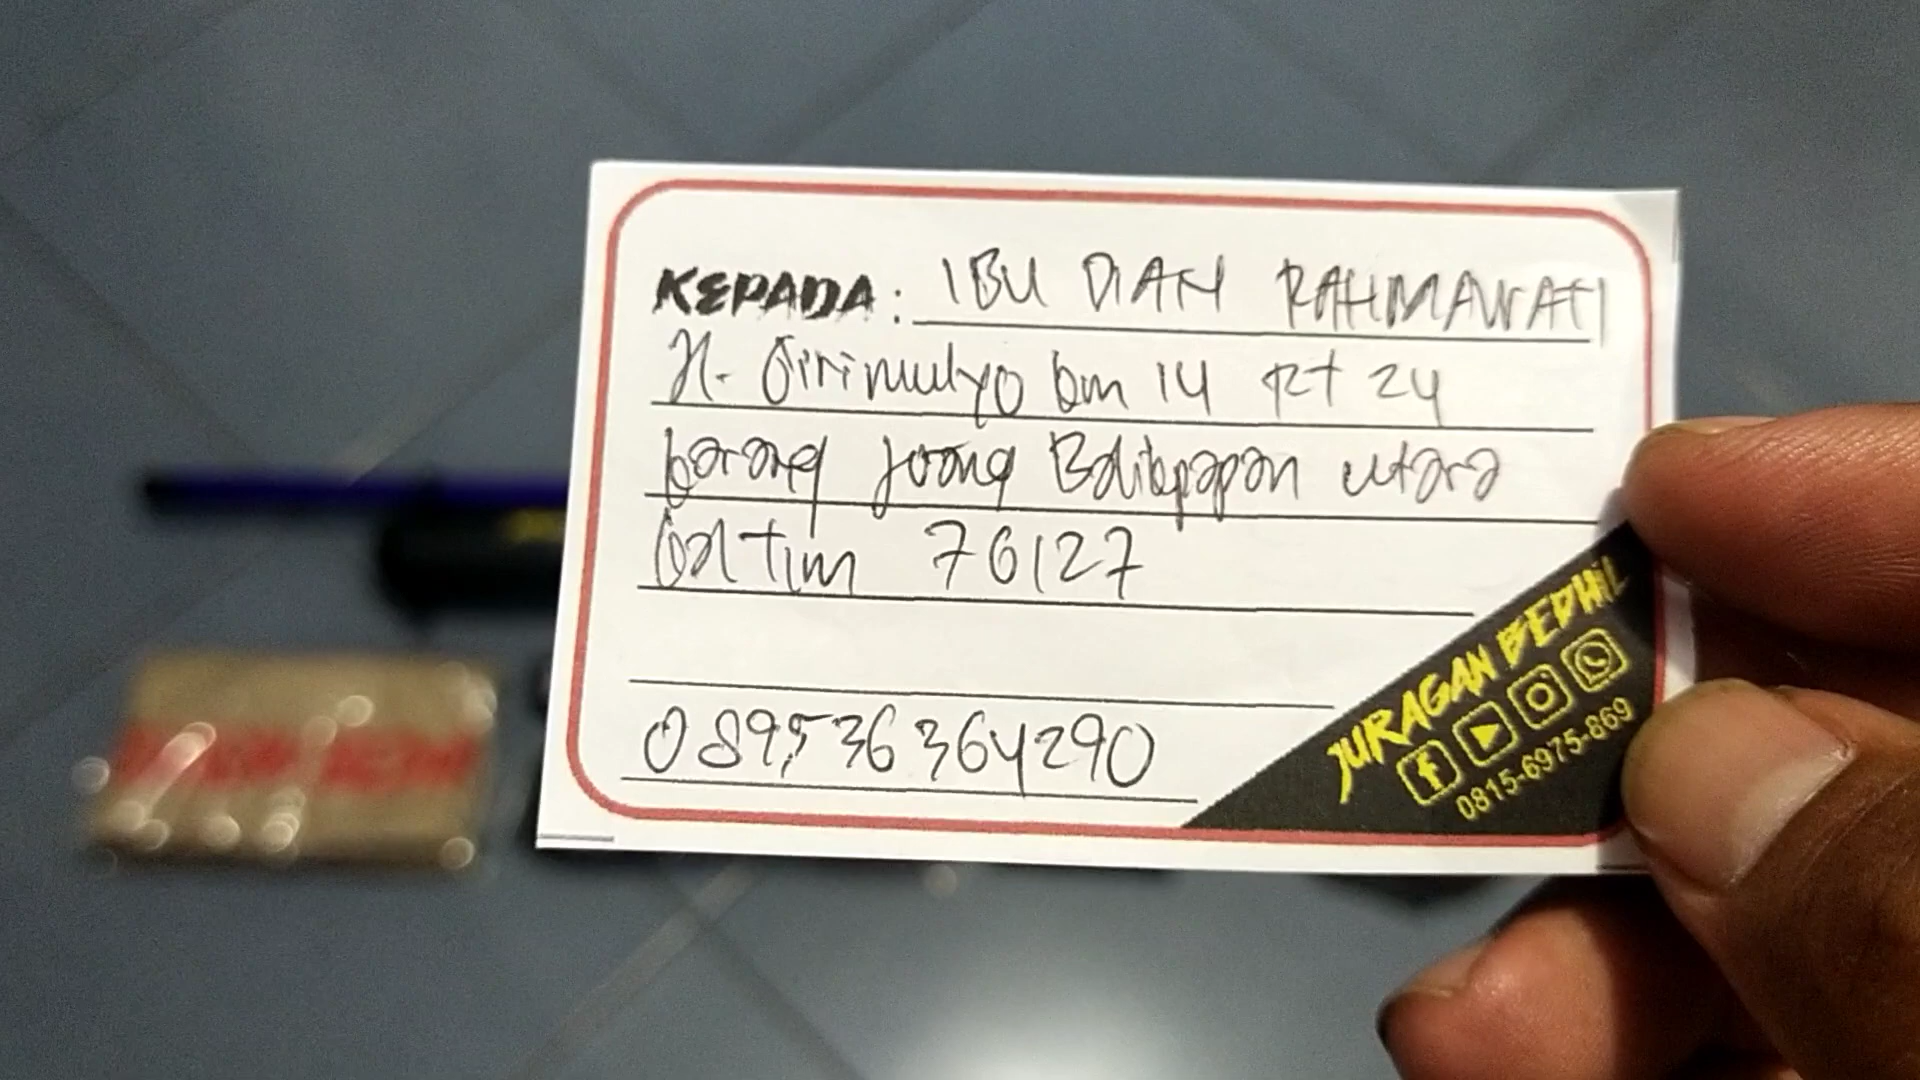 KEPADA: IBU DIAN RAHMAWATI
Jl. Girimulyo km 14 Rt 24
karang joang Balikpapan utara
kaltim 76127
089536364290
JURAGAN BEDHIL
0815-6975-869